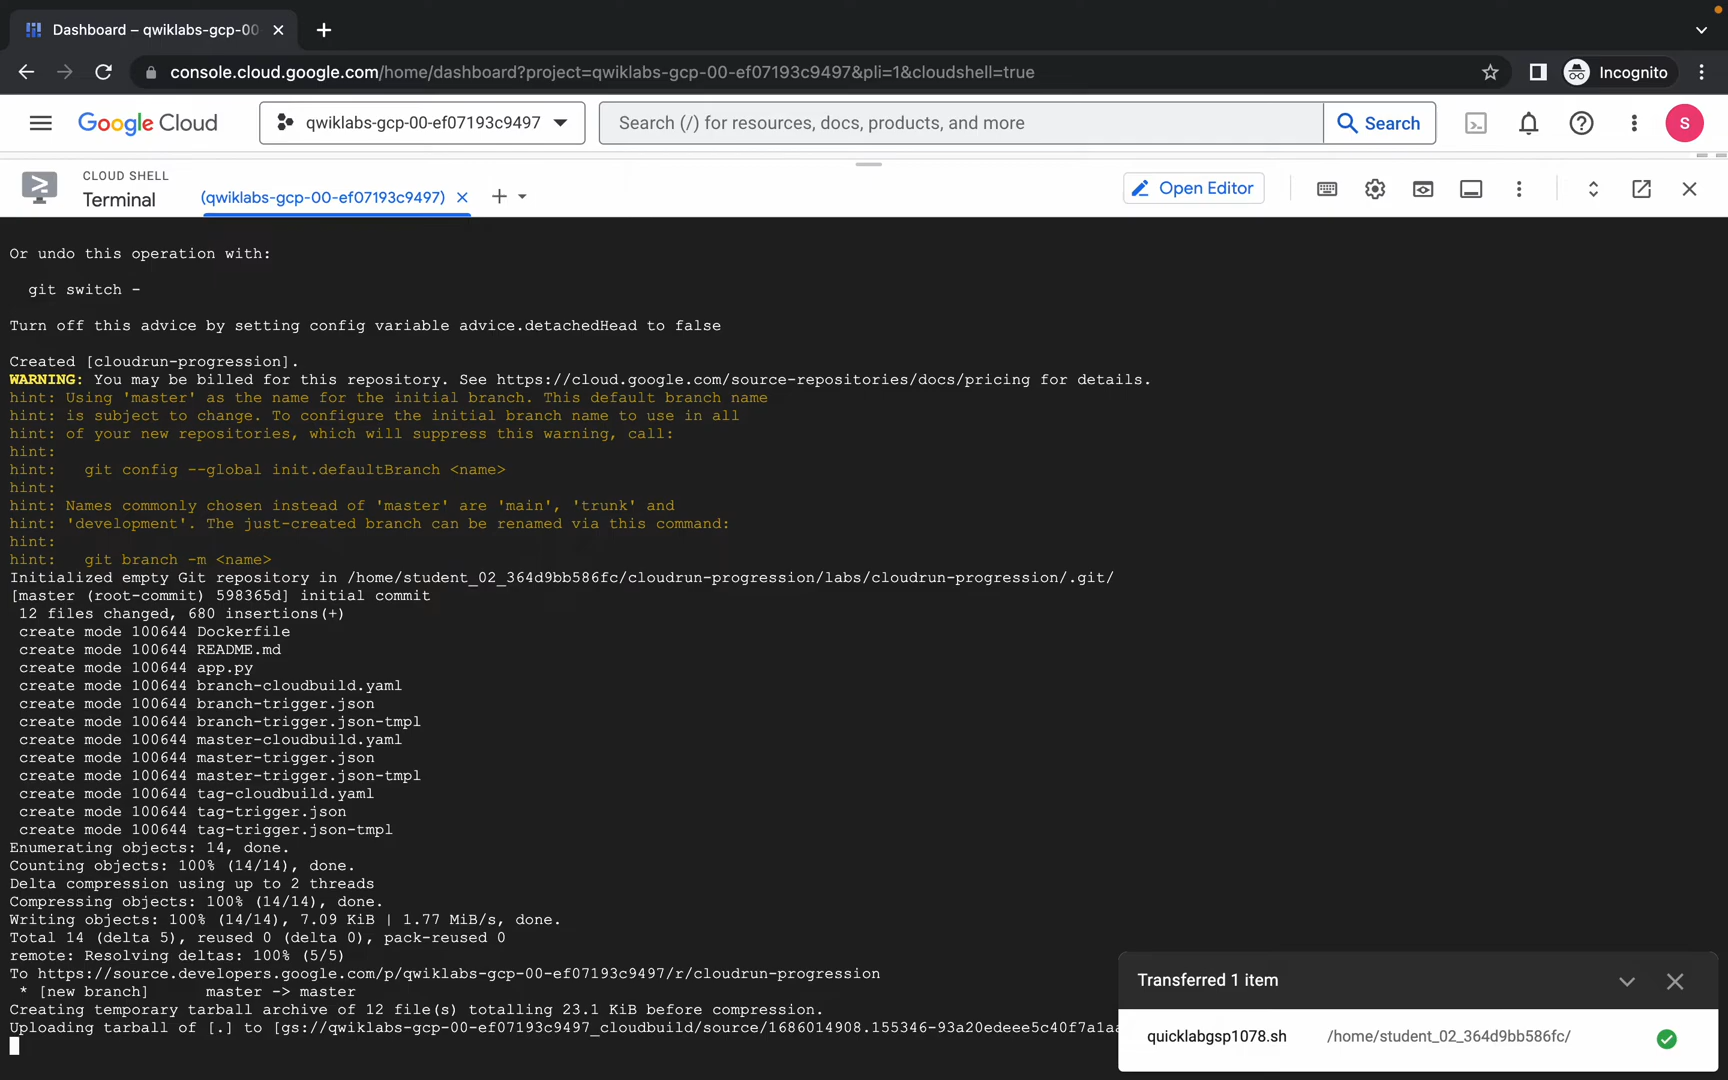 Dashboard – qwiklabs-gcp-00
console.cloud.google.com/home/dashboard?project=qwiklabs-gcp-00-ef07193c9497&pli=1&cloudshell=true
Incognito
Google Cloud
qwiklabs-gcp-00-ef07193c9497
Search (/) for resources, docs, products, and more
Search
S
CLOUD SHELL
Terminal
(qwiklabs-gcp-00-ef07193c9497)
Open Editor
Or undo this operation with:
git switch -
Turn off this advice by setting config variable advice.detachedHead to false
Created [cloudrun-progression].
WARNING: You may be billed for this repository. See https://cloud.google.com/source-repositories/docs/pricing for details.
hint: Using 'master' as the name for the initial branch. This default branch name
hint: is subject to change. To configure the initial branch name to use in all
hint: of your new repositories, which will suppress this warning, call:
hint:
hint:   git config --global init.defaultBranch <name>
hint:
hint: Names commonly chosen instead of 'master' are 'main', 'trunk' and
hint: 'development'. The just-created branch can be renamed via this command:
hint:
hint:   git branch -m <name>
Initialized empty Git repository in /home/student_02_364d9bb586fc/cloudrun-progression/labs/cloudrun-progression/.git/
[master (root-commit) 598365d] initial commit
12 files changed, 680 insertions(+)
create mode 100644 Dockerfile
create mode 100644 README.md
create mode 100644 app.py
create mode 100644 branch-cloudbuild.yaml
create mode 100644 branch-trigger.json
create mode 100644 branch-trigger.json-tmpl
create mode 100644 master-cloudbuild.yaml
create mode 100644 master-trigger.json
create mode 100644 master-trigger.json-tmpl
create mode 100644 tag-cloudbuild.yaml
create mode 100644 tag-trigger.json
create mode 100644 tag-trigger.json-tmpl
Enumerating objects: 14, done.
Counting objects: 100% (14/14), done.
Delta compression using up to 2 threads
Compressing objects: 100% (14/14), done.
Writing objects: 100% (14/14), 7.09 KiB | 1.77 MiB/s, done.
Total 14 (delta 5), reused 0 (delta 0), pack-reused 0
remote: Resolving deltas: 100% (5/5)
To https://source.developers.google.com/p/qwiklabs-gcp-00-ef07193c9497/r/cloudrun-progression
* [new branch]      master -> master
Creating temporary tarball archive of 12 file(s) totalling 23.1 KiB before compression.
Uploading tarball of [.] to [gs://qwiklabs-gcp-00-ef07193c9497_cloudbuild/source/1686014908.155346-93a20edeee5c40f7a1aa
Transferred 1 item
quicklabgsp1078.sh /home/student_02_364d9bb586fc/